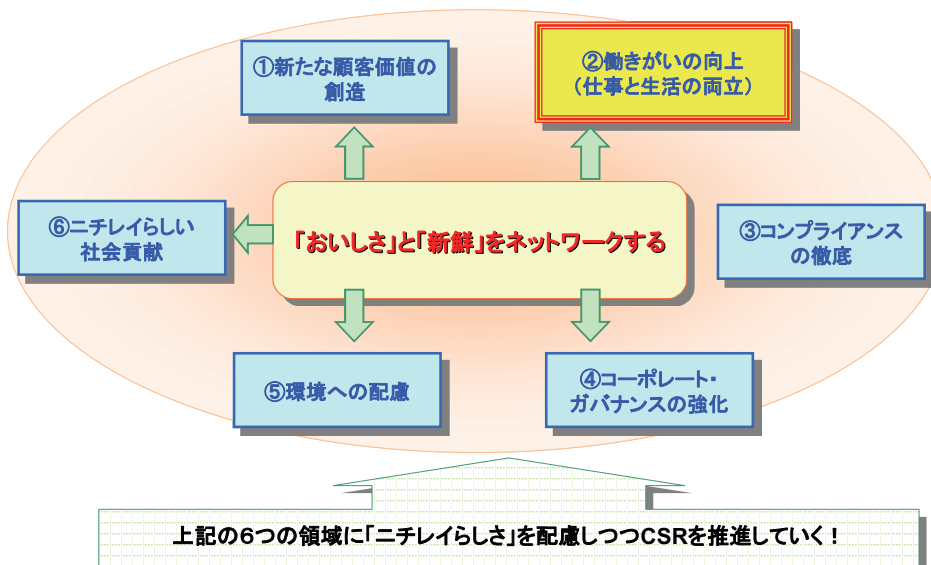 ①新たな顧客価値の
創造
②働きがいの向上
（仕事と生活の両立）
⑥ニチレイらしい
社会貢献
「おいしさ」と「新鮮」をネットワークする
③コンプライアンス
の徹底
⑤環境への配慮
④コーポレート・
ガバナンスの強化
上記の６つの領域に「ニチレイらしさ」を配慮しつつCSRを推進していく！